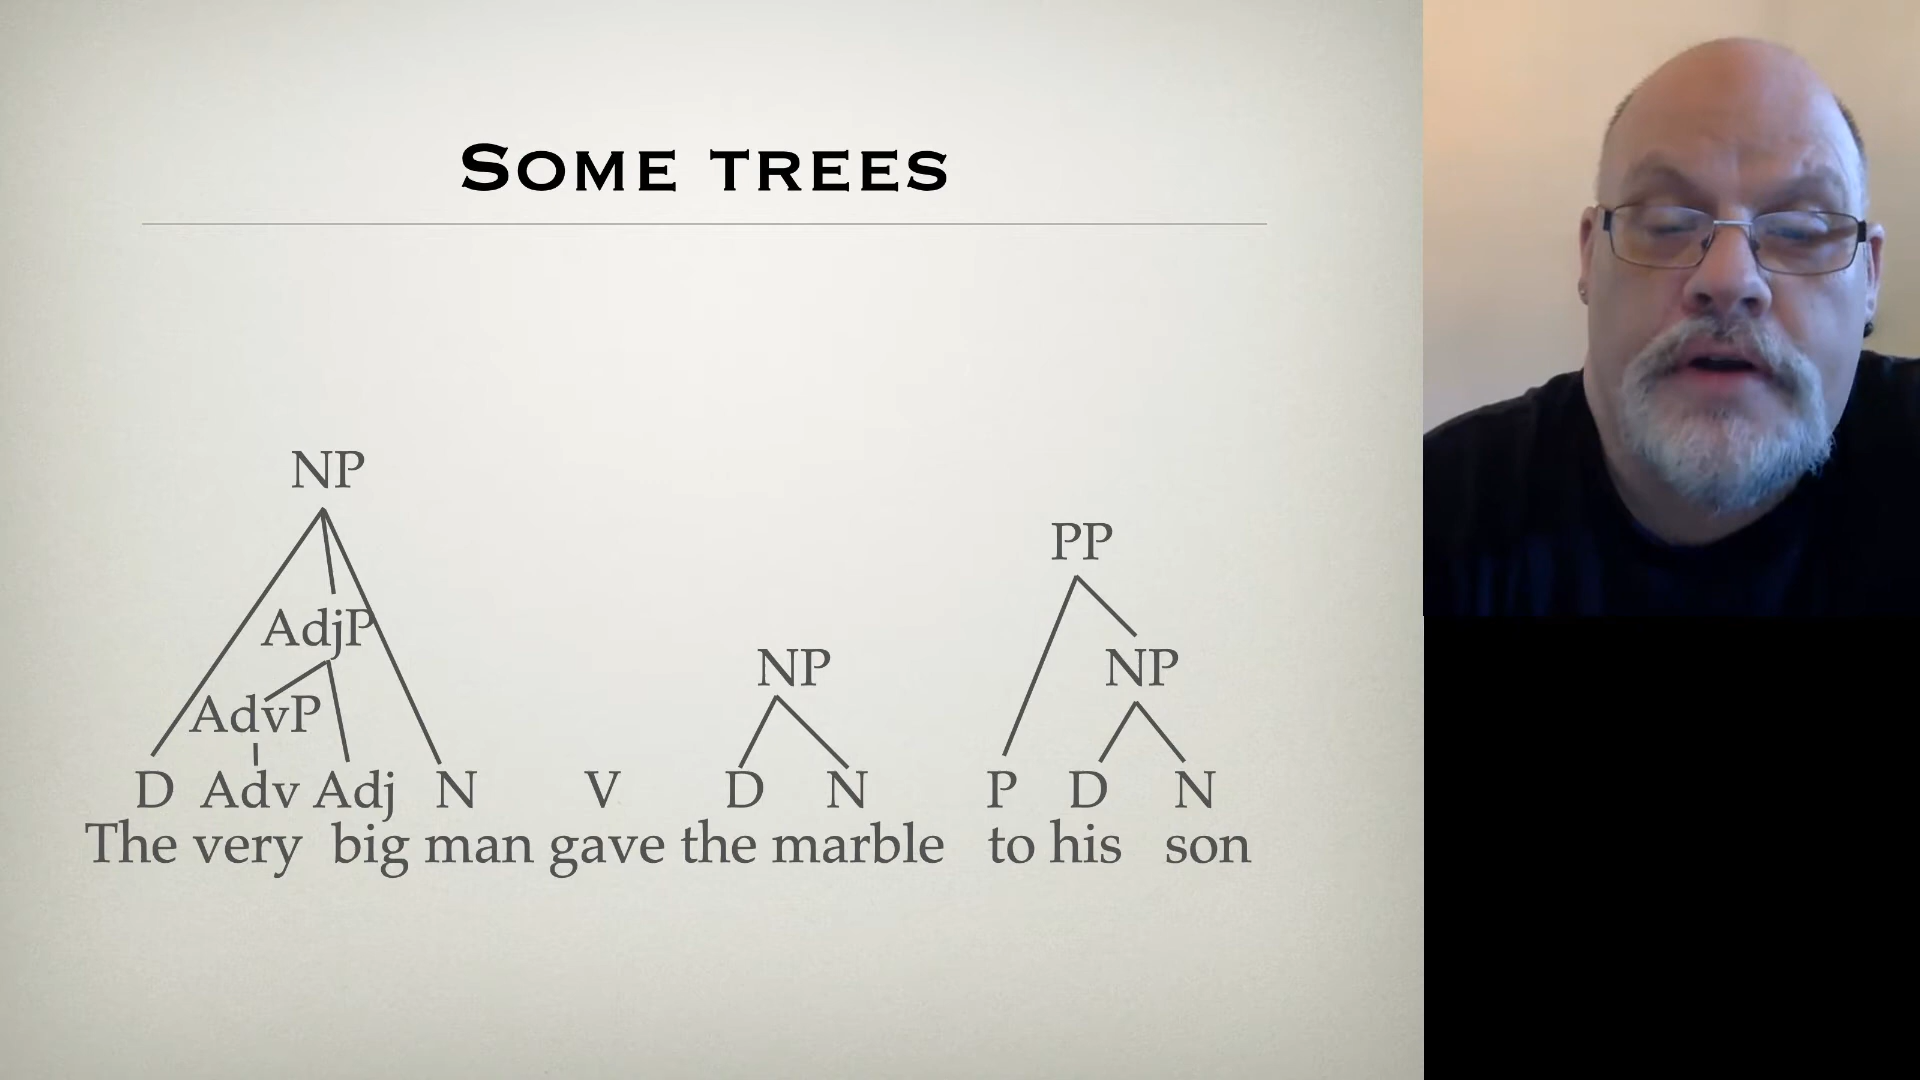 SOME TREES
NP
PP
AdjP
NP NP
AdvP
D Adv Adj N V D N P D N
The very big man gave the marble to his son